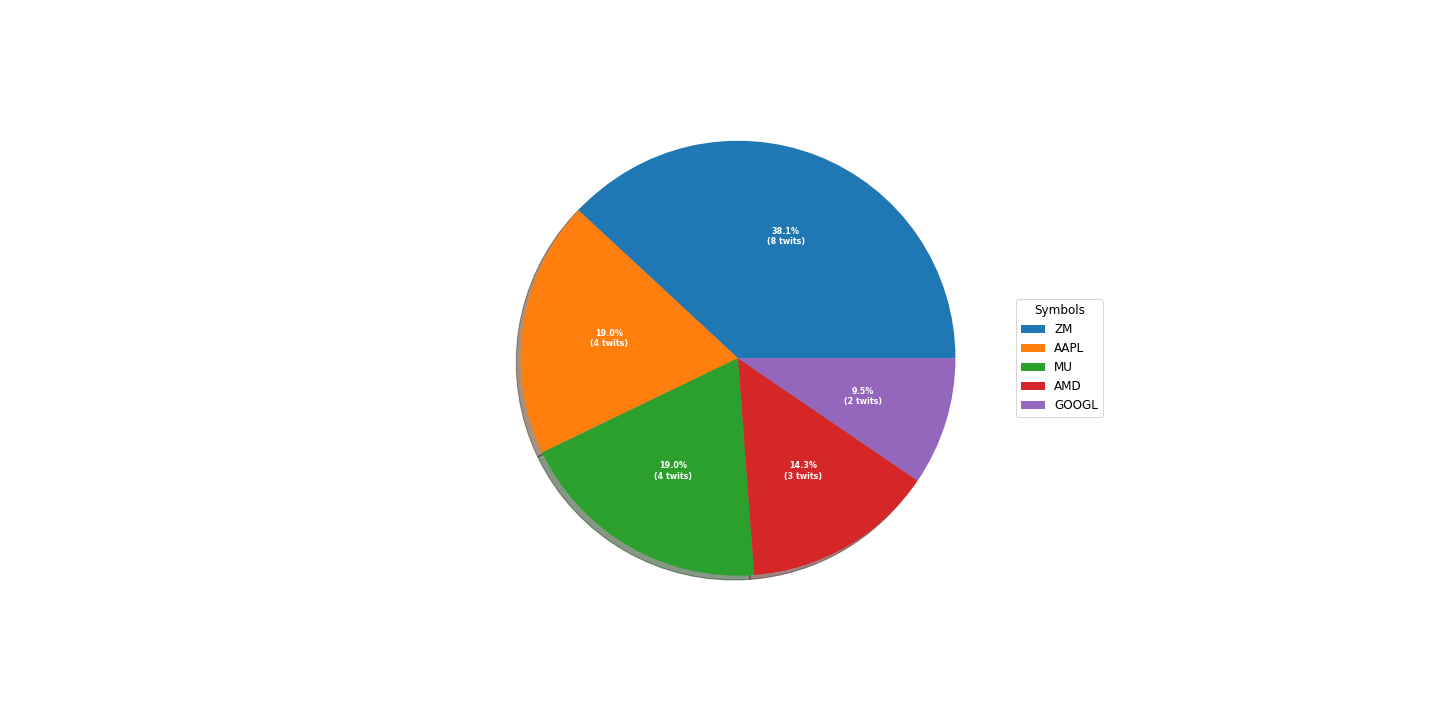 38.1%
(8 twits)
19.0%
(4 twits)
19.0%
(4 twits)
14.3%
(3 twits)
9.5%
(2 twits)
Symbols
ZM
AAPL
MU
AMD
GOOGL